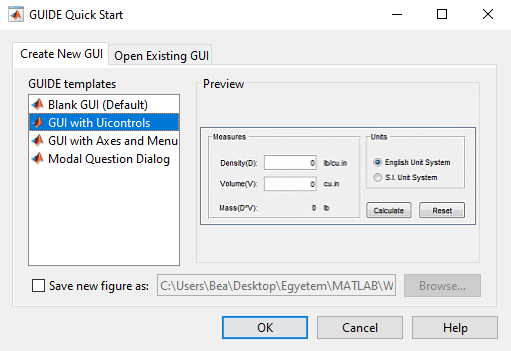 GUIDE Quick Start
Create New GUI Open Existing GUI
GUIDE templates
Blank GUI (Default)
GUI with Uicontrols
GUI with Axes and Menu
Modal Question Dialog
Preview
Measures
Density(D): 0 lb/cu.in
Volume(V): 0 cu.in
Mass(D*V): 0 lb
Units
English Unit System
S.I. Unit System
Calculate Reset
Save new figure as: C:\Users\Bea\Desktop\Egyetem\MATLAB\W Browse...
OK Cancel Help